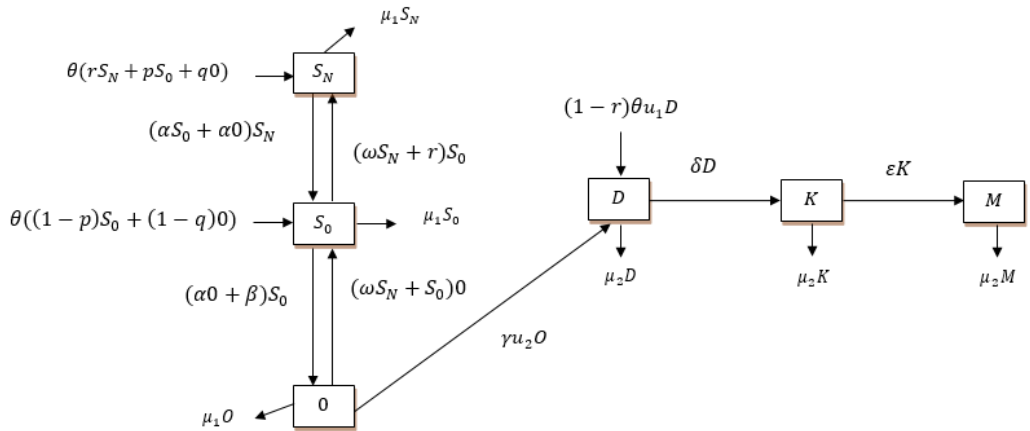 μ₁S_N
θ(rS_N + pS₀ + q0)
S_N
(1 − r)θu₁D
(αS₀ + α0)S_N
(ωS_N + r)S₀
δD
εK
D
K
M
θ((1 − p)S₀ + (1 − q)0)
S₀
μ₁S₀
μ₂D
μ₂K
μ₂M
(α0 + β)S₀
(ωS_N + S₀)0
γu₂O
0
μ₁O